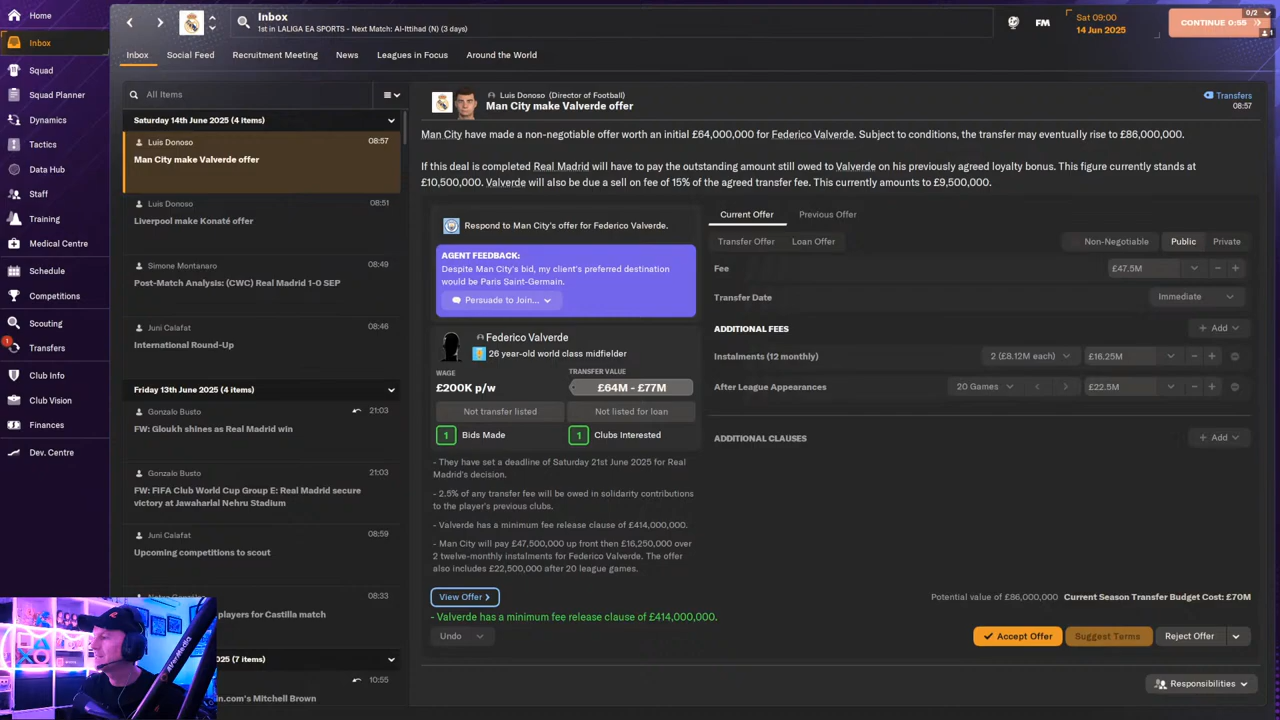 Home
Inbox
Squad
Squad Planner
Dynamics
Tactics
Data Hub
Staff
Training
Medical Centre
Schedule
Competitions
Scouting
1
Transfers
Club Info
Club Vision
Finances
Dev. Centre
Inbox
1st in LALIGA EA SPORTS - Next Match: Al-Ittihad (N) (3 days)
FM
Sat 09:00
14 Jun 2025
0/2
CONTINUE 0:55
1
Inbox
Social Feed
Recruitment Meeting
News
Leagues in Focus
Around the World
All Items
Saturday 14th June 2025 (4 items)
Luis Donoso 08:57
Man City make Valverde offer
Luis Donoso 08:51
Liverpool make Konaté offer
Simone Montanaro 08:49
Post-Match Analysis: (CWC) Real Madrid 1-0 SEP
Juni Calafat 08:46
International Round-Up
Friday 13th June 2025 (4 items)
Gonzalo Busto 21:03
FW: Gloukh shines as Real Madrid win
Gonzalo Busto 21:03
FW: FIFA Club World Cup Group E: Real Madrid secure
victory at Jawaharlal Nehru Stadium
Juni Calafat 08:59
Upcoming competitions to scout
08:33
players for Castilla match
2025 (7 items)
10:55
Mitchell Brown
Luis Donoso (Director of Football)
Man City make Valverde offer
Transfers
08:57
Man City have made a non-negotiable offer worth an initial £64,000,000 for Federico Valverde. Subject to conditions, the transfer may eventually rise to £86,000,000.
If this deal is completed Real Madrid will have to pay the outstanding amount still owed to Valverde on his previously agreed loyalty bonus. This figure currently stands at
£10,500,000. Valverde will also be due a sell on fee of 15% of the agreed transfer fee. This currently amounts to £9,500,000.
Respond to Man City's offer for Federico Valverde.
AGENT FEEDBACK:
Despite Man City's bid, my client's preferred destination
would be Paris Saint-Germain.
Persuade to Join...
Federico Valverde
26 year-old world class midfielder
WAGE
£200K p/w
TRANSFER VALUE
£64M - £77M
Not transfer listed
Not listed for loan
1 Bids Made
1 Clubs Interested
- They have set a deadline of Saturday 21st June 2025 for Real
Madrid's decision.
- 2.5% of any transfer fee will be owed in solidarity contributions
to the player's previous clubs.
- Valverde has a minimum fee release clause of £414,000,000.
- Man City will pay £47,500,000 up front then £16,250,000 over
2 twelve-monthly instalments for Federico Valverde. The offer
also includes £22,500,000 after 20 league games.
View Offer
- Valverde has a minimum fee release clause of £414,000,000.
Undo
Current Offer
Previous Offer
Transfer Offer
Loan Offer
Non-Negotiable
Public
Private
Fee
£47.5M
Transfer Date
Immediate
ADDITIONAL FEES
+ Add
Instalments (12 monthly)
2 (£8.12M each)
£16.25M
After League Appearances
20 Games
£22.5M
ADDITIONAL CLAUSES
+ Add
Potential value of £86,000,000 Current Season Transfer Budget Cost: £70M
Accept Offer
Suggest Terms
Reject Offer
Responsibilities